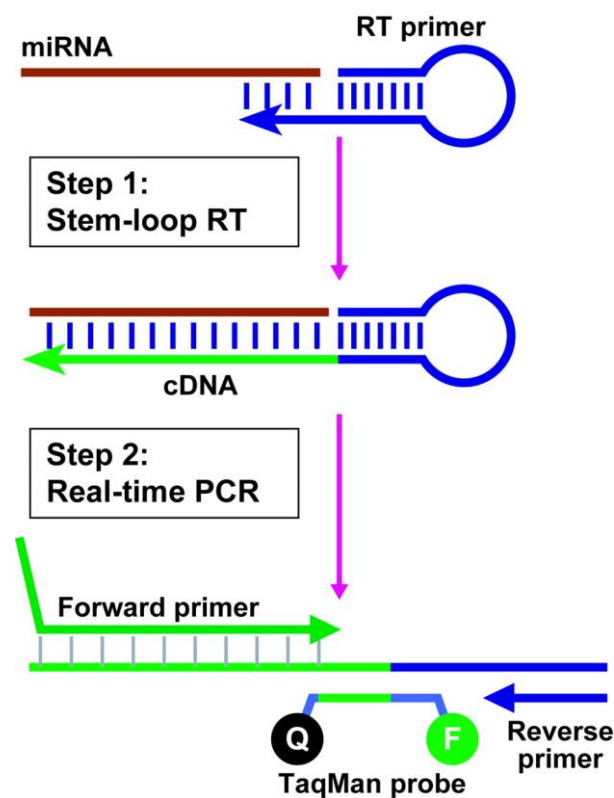 RT primer
miRNA
Step 1:
Stem-loop RT
cDNA
Step 2:
Real-time PCR
Forward primer
Q
F
Reverse
primer
TaqMan probe